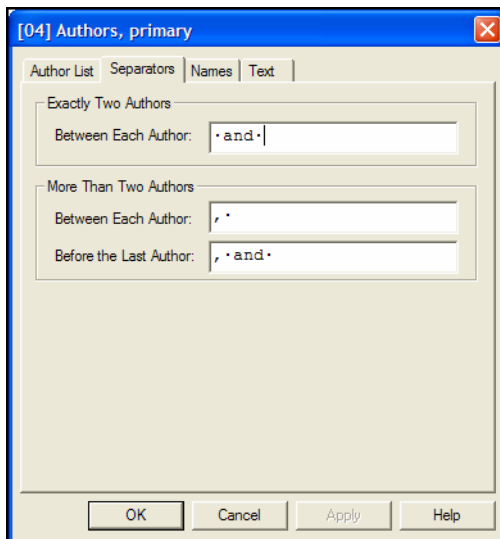 [04] Authors, primary
Author List Separators Names Text
Exactly Two Authors
Between Each Author: ·and·
More Than Two Authors
Between Each Author: ,·
Before the Last Author: ,·and·
OK Cancel Apply Help